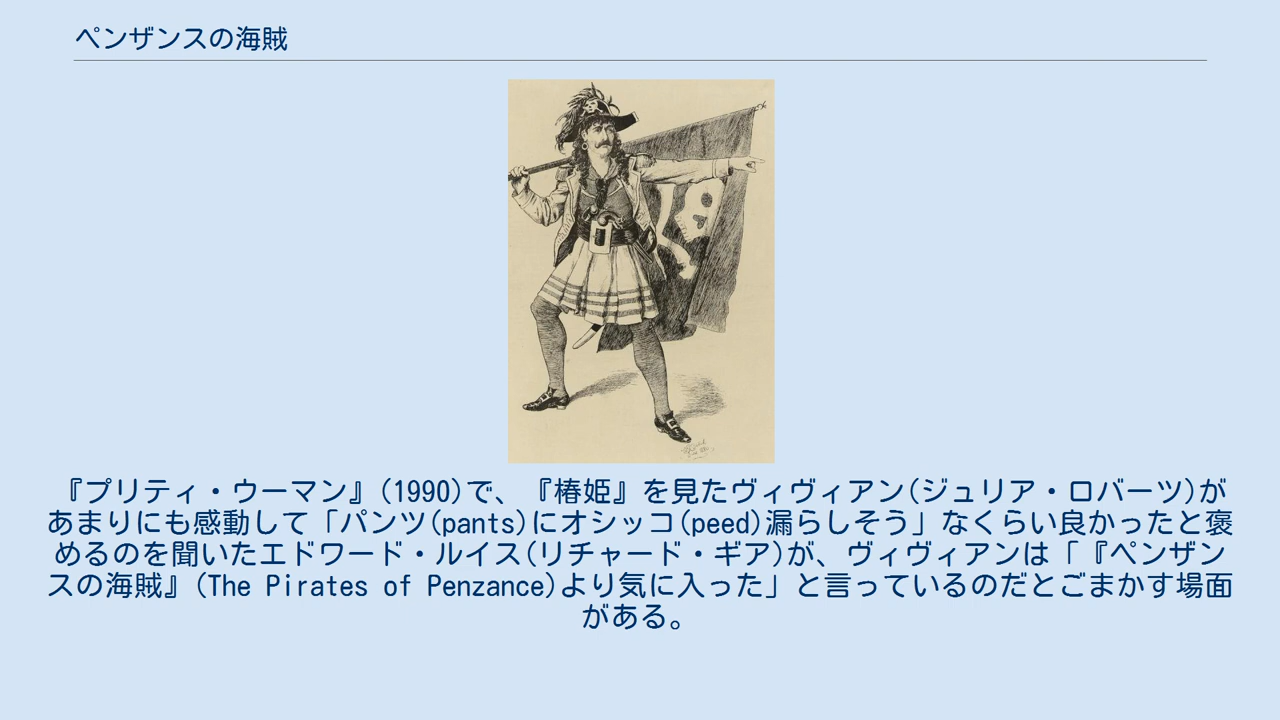 ペンザンスの海賊
『プリティ・ウーマン』(1990)で、『椿姫』を見たヴィヴィアン(ジュリア・ロバーツ)が
あまりにも感動して「パンツ(pants)にオシッコ(peed)漏らしそう」なくらい良かったと褒
めるのを聞いたエドワード・ルイス(リチャード・ギア)が、ヴィヴィアンは「『ペンザン
スの海賊』(The Pirates of Penzance)より気に入った」と言っているのだとごまかす場面
がある。